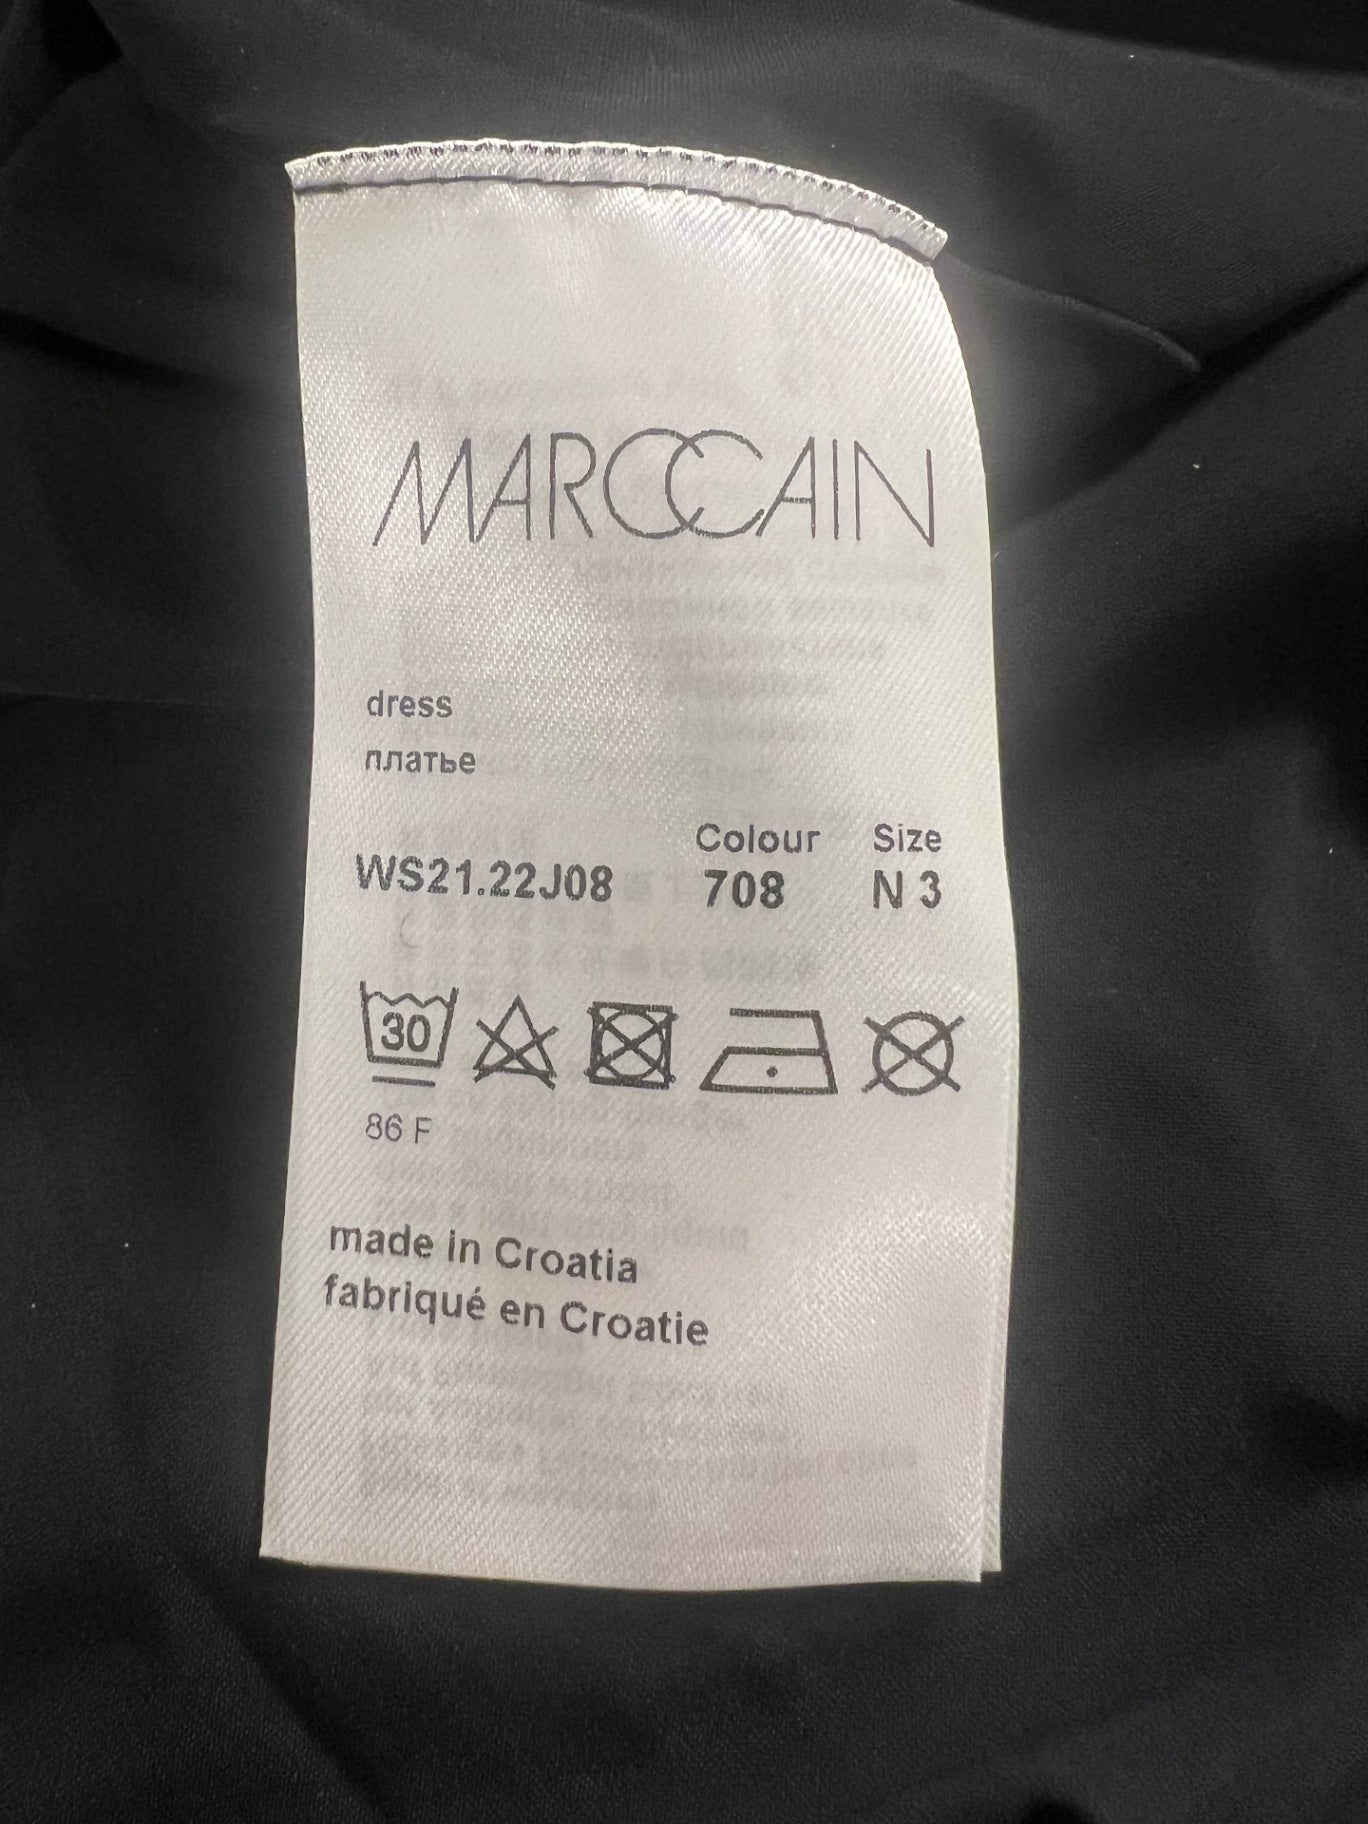 MARCCAIN
dress
платье
Colour Size
WS21.22J08 708 N 3
30
86 F
made in Croatia
fabriqué en Croatie